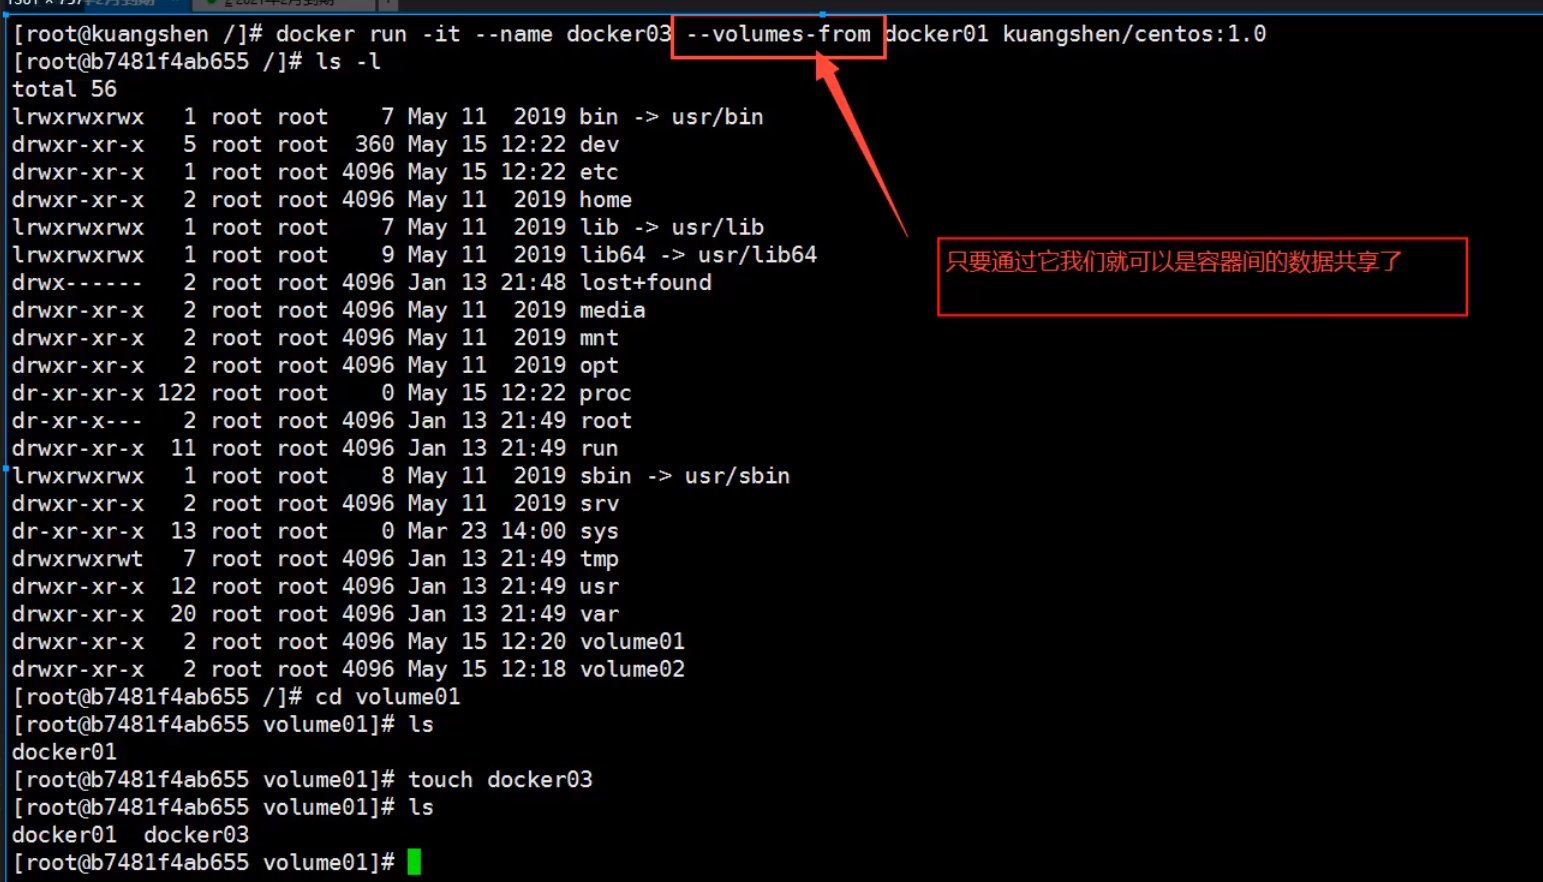 [root@kuangshen /]# docker run -it --name docker03 --volumes-from docker01 kuangshen/centos:1.0
[root@b7481f4ab655 /]# ls -l
total 56
lrwxrwxrwx   1 root root    7 May 11  2019 bin -> usr/bin
drwxr-xr-x   5 root root  360 May 15 12:22 dev
drwxr-xr-x   1 root root 4096 May 15 12:22 etc
drwxr-xr-x   2 root root 4096 May 11  2019 home
lrwxrwxrwx   1 root root    7 May 11  2019 lib -> usr/lib
lrwxrwxrwx   1 root root    9 May 11  2019 lib64 -> usr/lib64
drwx------   2 root root 4096 Jan 13 21:48 lost+found
drwxr-xr-x   2 root root 4096 May 11  2019 media
drwxr-xr-x   2 root root 4096 May 11  2019 mnt
drwxr-xr-x   2 root root 4096 May 11  2019 opt
dr-xr-xr-x 122 root root    0 May 15 12:22 proc
dr-xr-x---   2 root root 4096 Jan 13 21:49 root
drwxr-xr-x  11 root root 4096 Jan 13 21:49 run
lrwxrwxrwx   1 root root    8 May 11  2019 sbin -> usr/sbin
drwxr-xr-x   2 root root 4096 May 11  2019 srv
dr-xr-xr-x  13 root root    0 Mar 23 14:00 sys
drwxrwxrwt   7 root root 4096 Jan 13 21:49 tmp
drwxr-xr-x  12 root root 4096 Jan 13 21:49 usr
drwxr-xr-x  20 root root 4096 Jan 13 21:49 var
drwxr-xr-x   2 root root 4096 May 15 12:20 volume01
drwxr-xr-x   2 root root 4096 May 15 12:18 volume02
[root@b7481f4ab655 /]# cd volume01
[root@b7481f4ab655 volume01]# ls
docker01
[root@b7481f4ab655 volume01]# touch docker03
[root@b7481f4ab655 volume01]# ls
docker01  docker03
[root@b7481f4ab655 volume01]#
只要通过它我们就可以是容器间的数据共享了